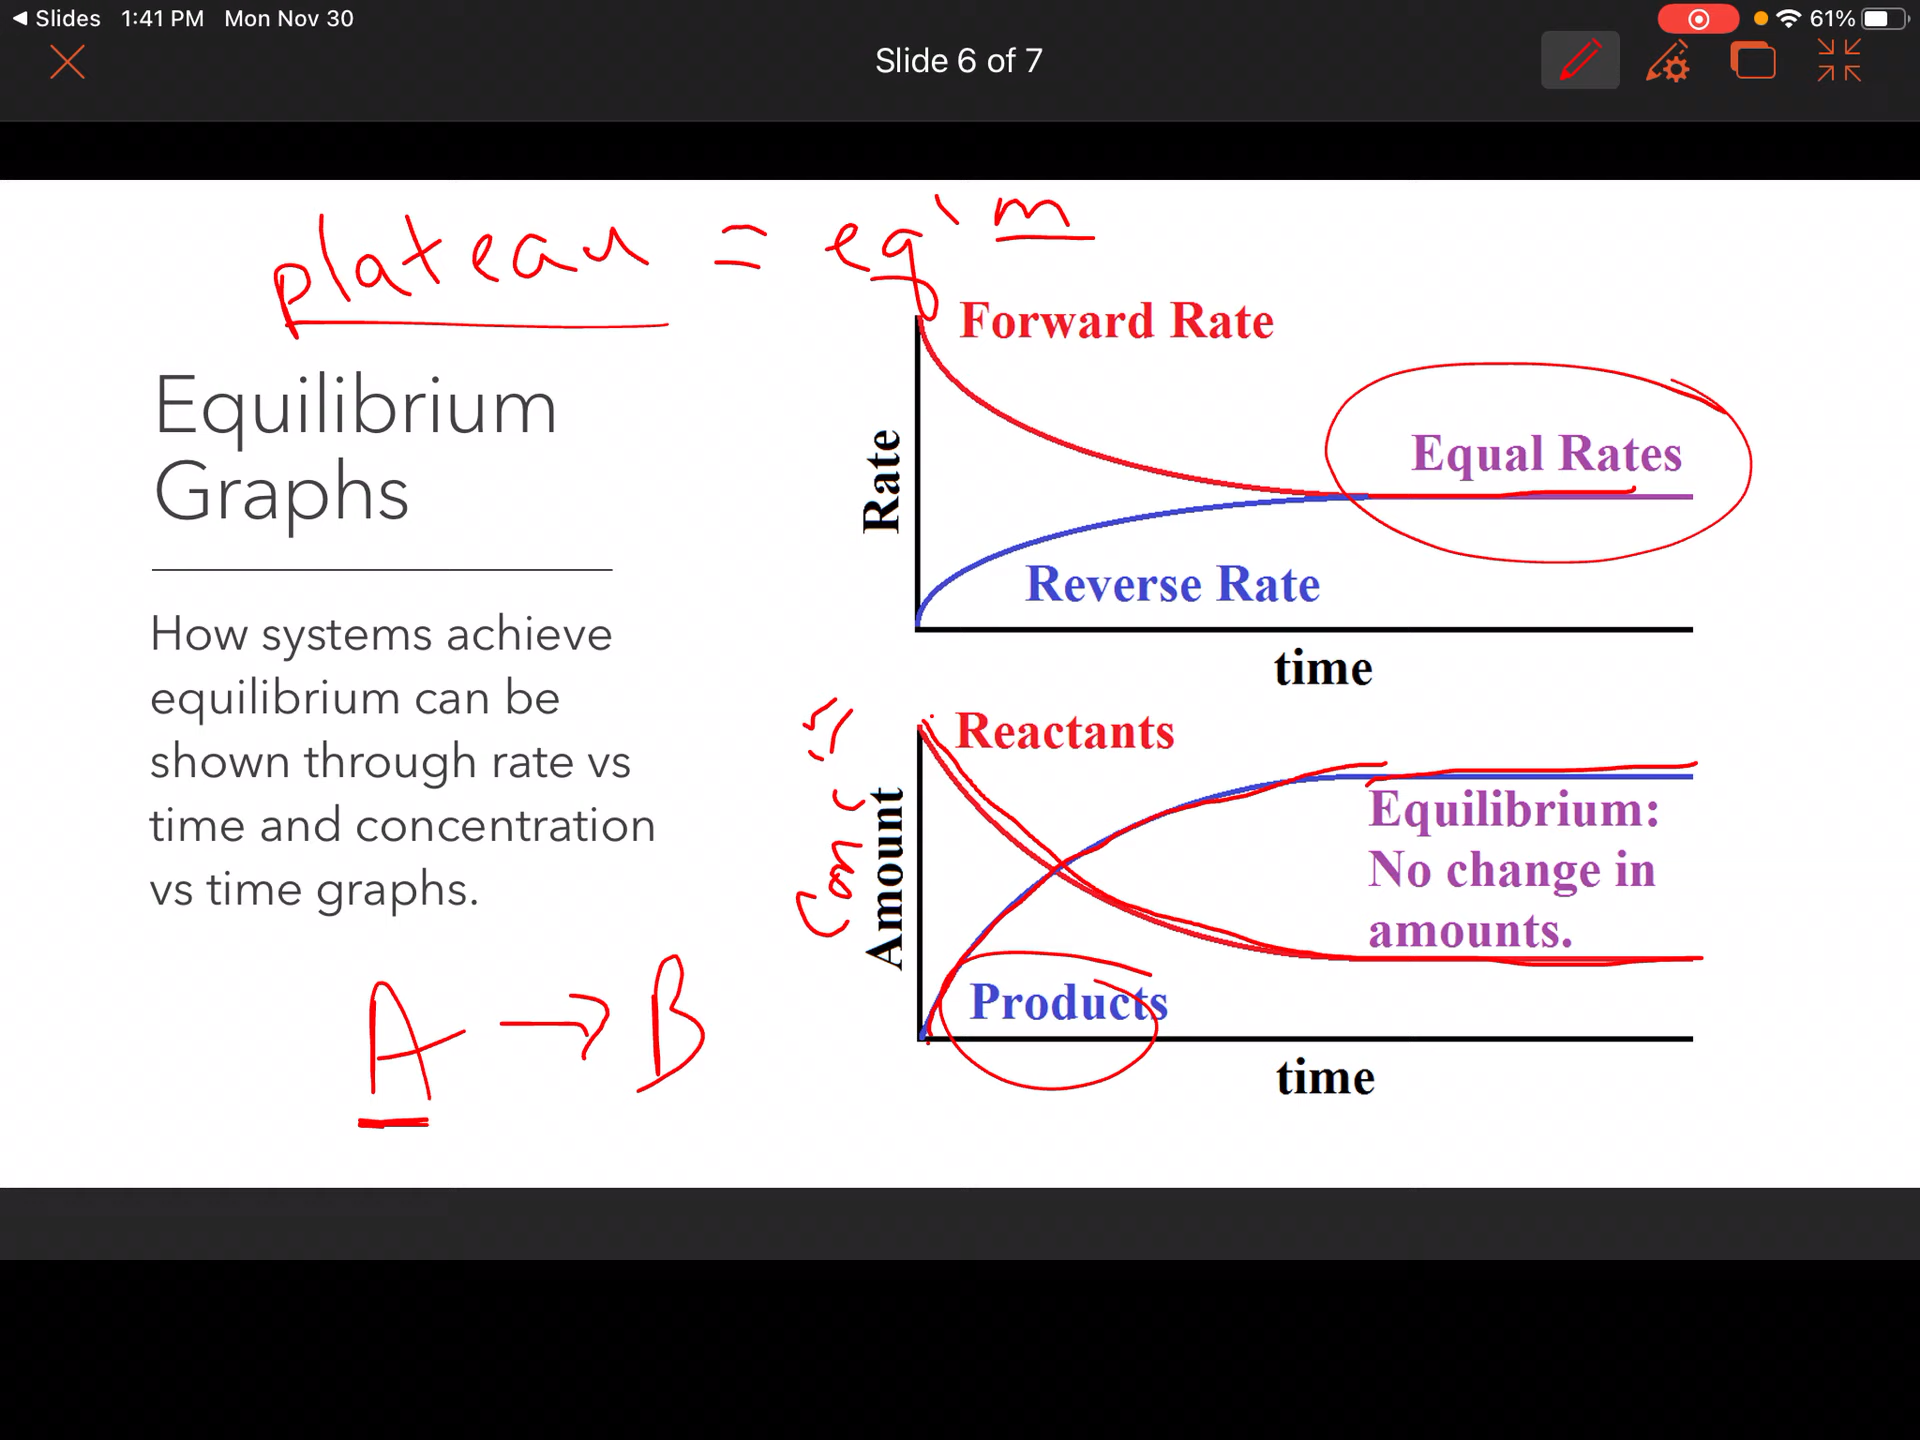 Slides 1:41 PM Mon Nov 30
61%
Slide 6 of 7
plateau = eq'm
Equilibrium
Graphs
How systems achieve
equilibrium can be
shown through rate vs
time and concentration
vs time graphs.
A → B
Forward Rate
Rate
Equal Rates
Reverse Rate
time
Reactants
Conc
Amount
Equilibrium:
No change in
amounts.
Products
time